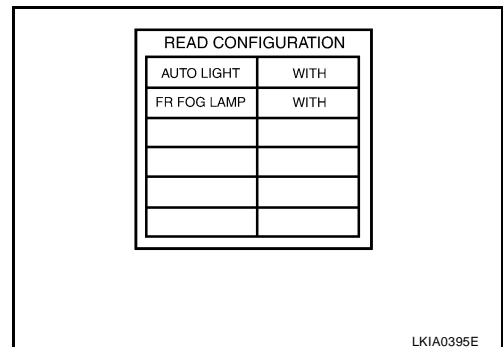 READ CONFIGURATION
AUTO LIGHT WITH
FR FOG LAMP WITH
LKIA0395E